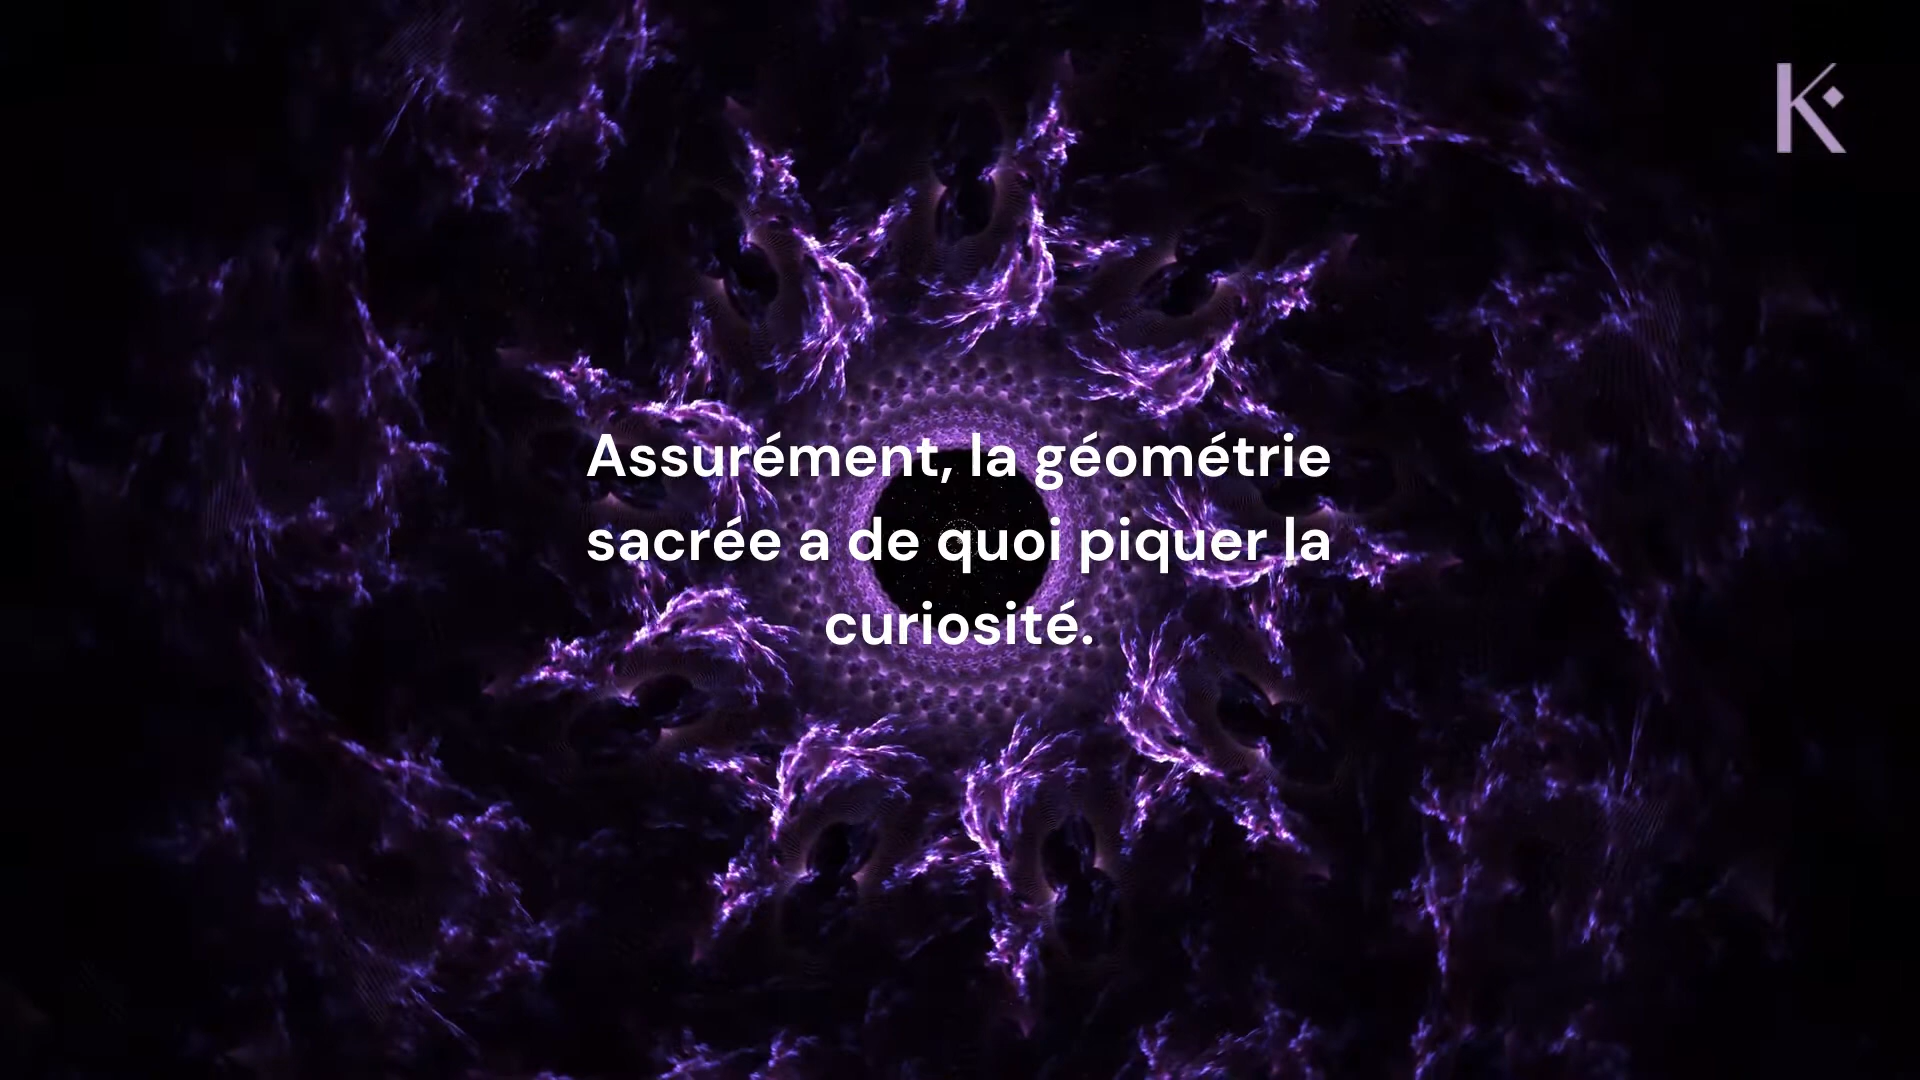 K
Assurément, la géométrie
sacrée a de quoi piquer la
curiosité.